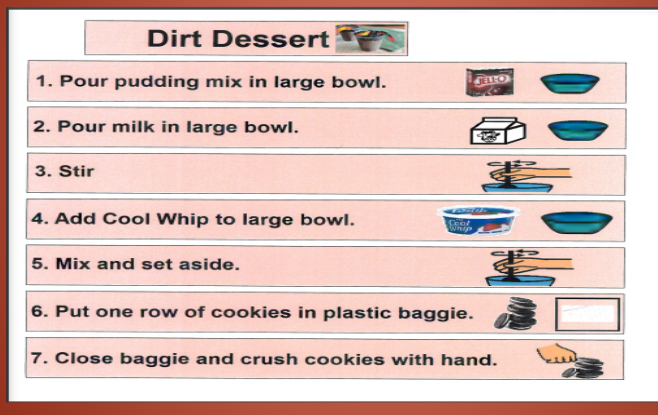 Dirt Dessert
1. Pour pudding mix in large bowl.
JELL-O
2. Pour milk in large bowl.
3. Stir
4. Add Cool Whip to large bowl.
Cool
Whip
5. Mix and set aside.
6. Put one row of cookies in plastic baggie.
7. Close baggie and crush cookies with hand.